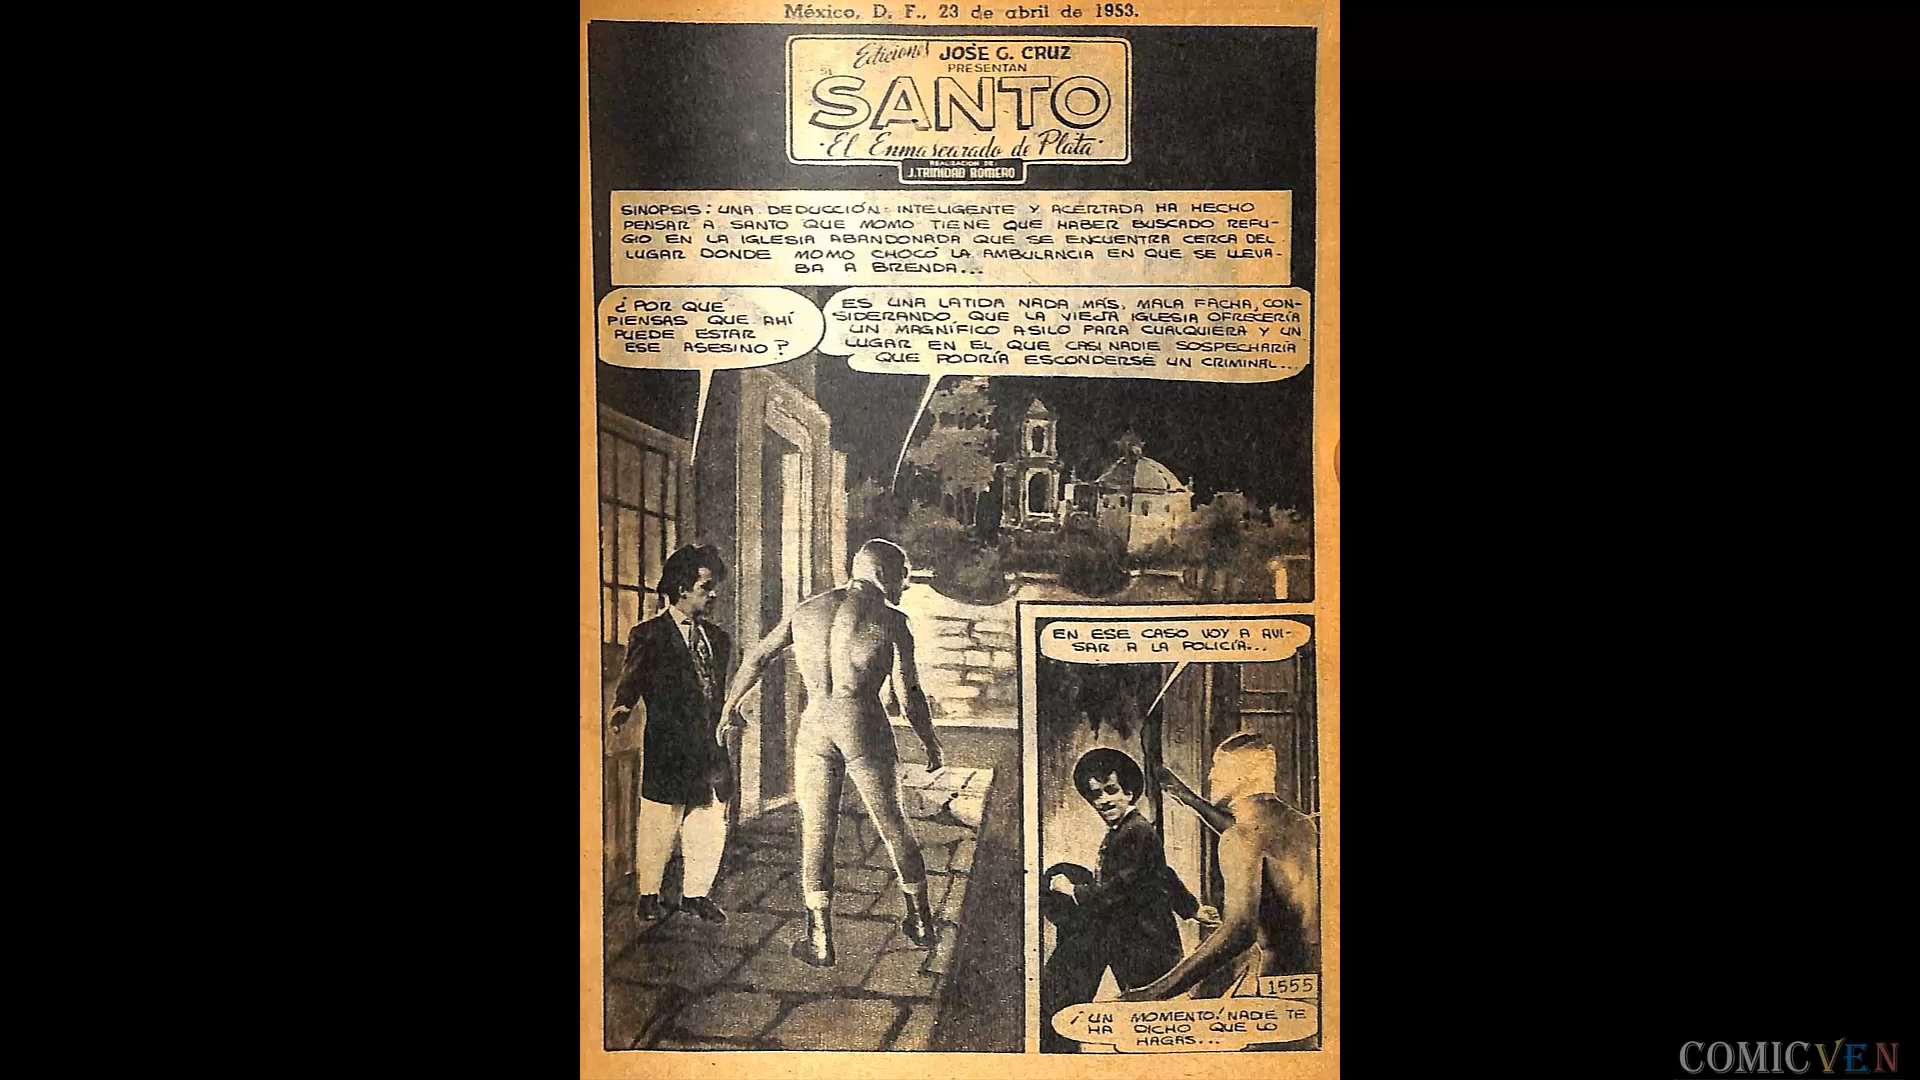 México, D. F., 23 de abril de 1953.
Ediciones JOSE G. CRUZ
PRESENTAN
SANTO
"El Enmascarado de Plata"
REALIZACION DE:
J. TRINIDAD ROMERO
SINOPSIS: UNA DEDUCCIÓN INTELIGENTE Y ACERTADA HA HECHO
PENSAR A SANTO QUE MOMO TIENE QUE HABER BUSCADO REFU-
GIO EN LA IGLESIA ABANDONADA QUE SE ENCUENTRA CERCA DEL
LUGAR DONDE MOMO CHOCÓ LA AMBULANCIA EN QUE SE LLEVA-
BA A BRENDA...
¿POR QUÉ
PIENSAS QUE AHÍ
PUEDE ESTAR
ESE ASESINO?
ES UNA LATIDA NADA MÁS, MALA FACHA, CON-
SIDERANDO QUE LA VIEJA IGLESIA OFRECERÍA
UN MAGNÍFICO ASILO PARA CUALQUIERA Y UN
LUGAR EN EL QUE CASI NADIE SOSPECHARÍA
QUE PODRÍA ESCONDERSE UN CRIMINAL...
EN ESE CASO VOY A AVI-
SAR A LA POLICÍA...
1555
¡UN MOMENTO! NADIE TE
HA DICHO QUE LO
HAGAS...
COMICVEN